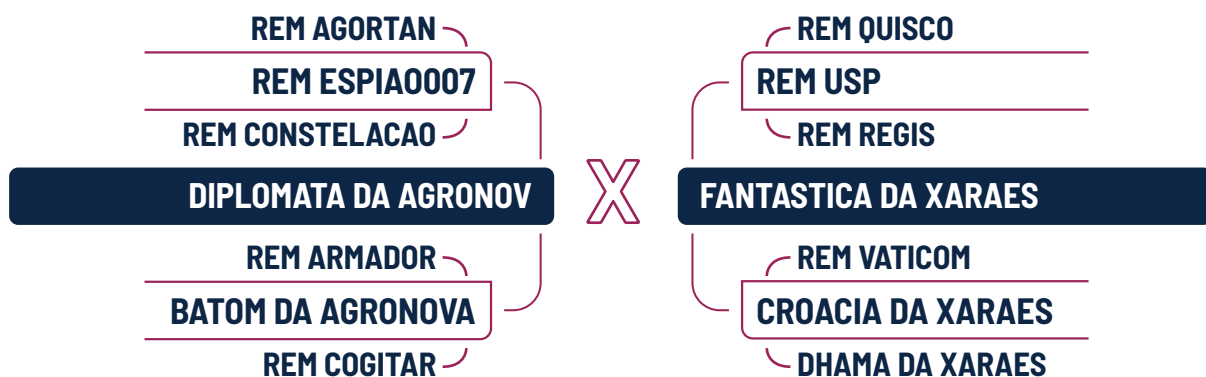 REM AGORTAN
REM QUISCO
REM ESPIAO007
REM USP
REM CONSTELACAO
REM REGIS
DIPLOMATA DA AGRONOV
X
FANTASTICA DA XARAES
REM ARMADOR
REM VATICOM
BATOM DA AGRONOVA
CROACIA DA XARAES
REM COGITAR
DHAMA DA XARAES